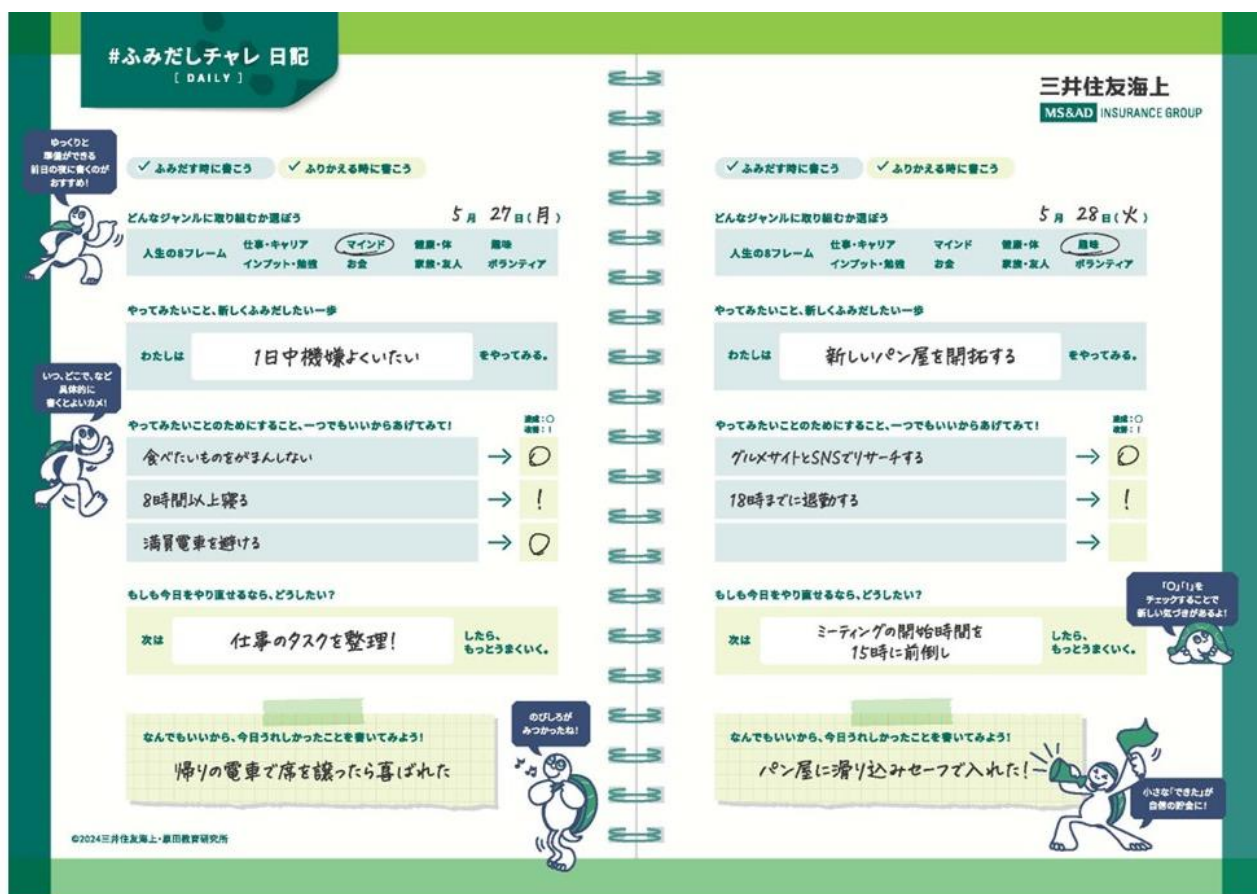 #ふみだしチャレ 日記
[ DAILY ]
三井住友海上
MS&AD INSURANCE GROUP
ゆっくりと
準備ができる
前日の夜に書くのが
おすすめ!
✓ ふみだす時に書こう ✓ ふりかえる時に書こう
どんなジャンルに取り組むか選ぼう 5月 27日(月)
人生の8フレーム
仕事・キャリア マインド 健康・体 趣味
インプット・勉強 お金 家族・友人 ボランティア
やってみたいこと、新しくふみだしたい一歩
わたしは 1日中機嫌よくいたい をやってみる。
いつ、どこで、など
具体的に
書くとよいカメ!
やってみたいことのためにすること、一つでもいいからあげてみて!
達成:○
改善:!
食べたいものをがまんしない → ○
8時間以上寝る → !
満員電車を避ける → ○
もしも今日をやり直せるなら、どうしたい?
次は 仕事のタスクを整理! したら、
もっとうまくいく。
のびしろが
みつかったね!
なんでもいいから、今日うれしかったことを書いてみよう!
帰りの電車で席を譲ったら喜ばれた
©2024三井住友海上・原田教育研究所
✓ ふみだす時に書こう ✓ ふりかえる時に書こう
どんなジャンルに取り組むか選ぼう 5月 28日(火)
人生の8フレーム
仕事・キャリア マインド 健康・体 趣味
インプット・勉強 お金 家族・友人 ボランティア
やってみたいこと、新しくふみだしたい一歩
わたしは 新しいパン屋を開拓する をやってみる。
やってみたいことのためにすること、一つでもいいからあげてみて!
達成:○
改善:!
グルメサイトとSNSでリサーチする → ○
18時までに退勤する → !
→
もしも今日をやり直せるなら、どうしたい?
次は ミーティングの開始時間を
15時に前倒し
したら、
もっとうまくいく。
「○」「!」を
チェックすることで
新しい気づきがあるよ!
なんでもいいから、今日うれしかったことを書いてみよう!
パン屋に滑り込みセーフで入れた!
小さな「できた」が
自信の貯金に!